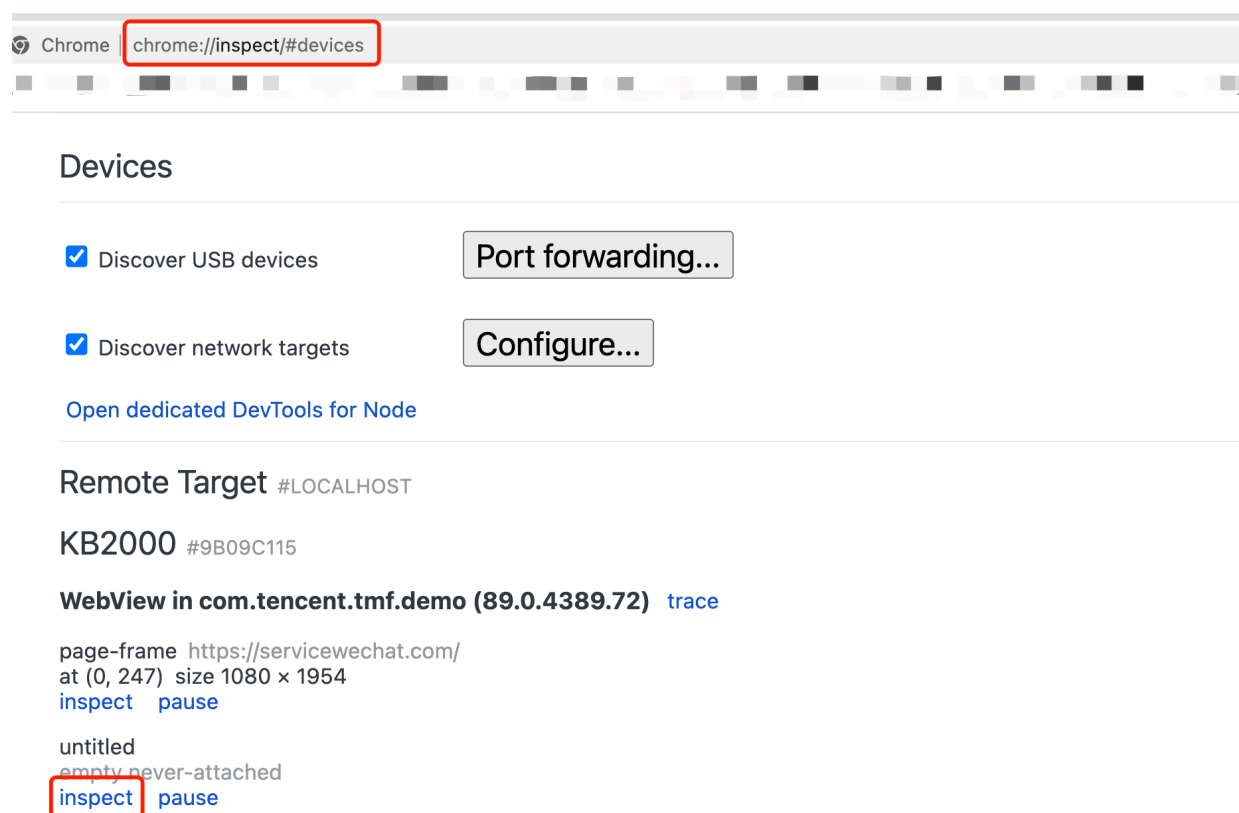 Chrome chrome://inspect/#devices
Devices
Discover USB devices Port forwarding...
Discover network targets Configure...
Open dedicated DevTools for Node
Remote Target #LOCALHOST
KB2000 #9B09C115
WebView in com.tencent.tmf.demo (89.0.4389.72) trace
page-frame https://servicewechat.com/
at (0, 247) size 1080 × 1954
inspect pause
untitled
empty never-attached
inspect pause